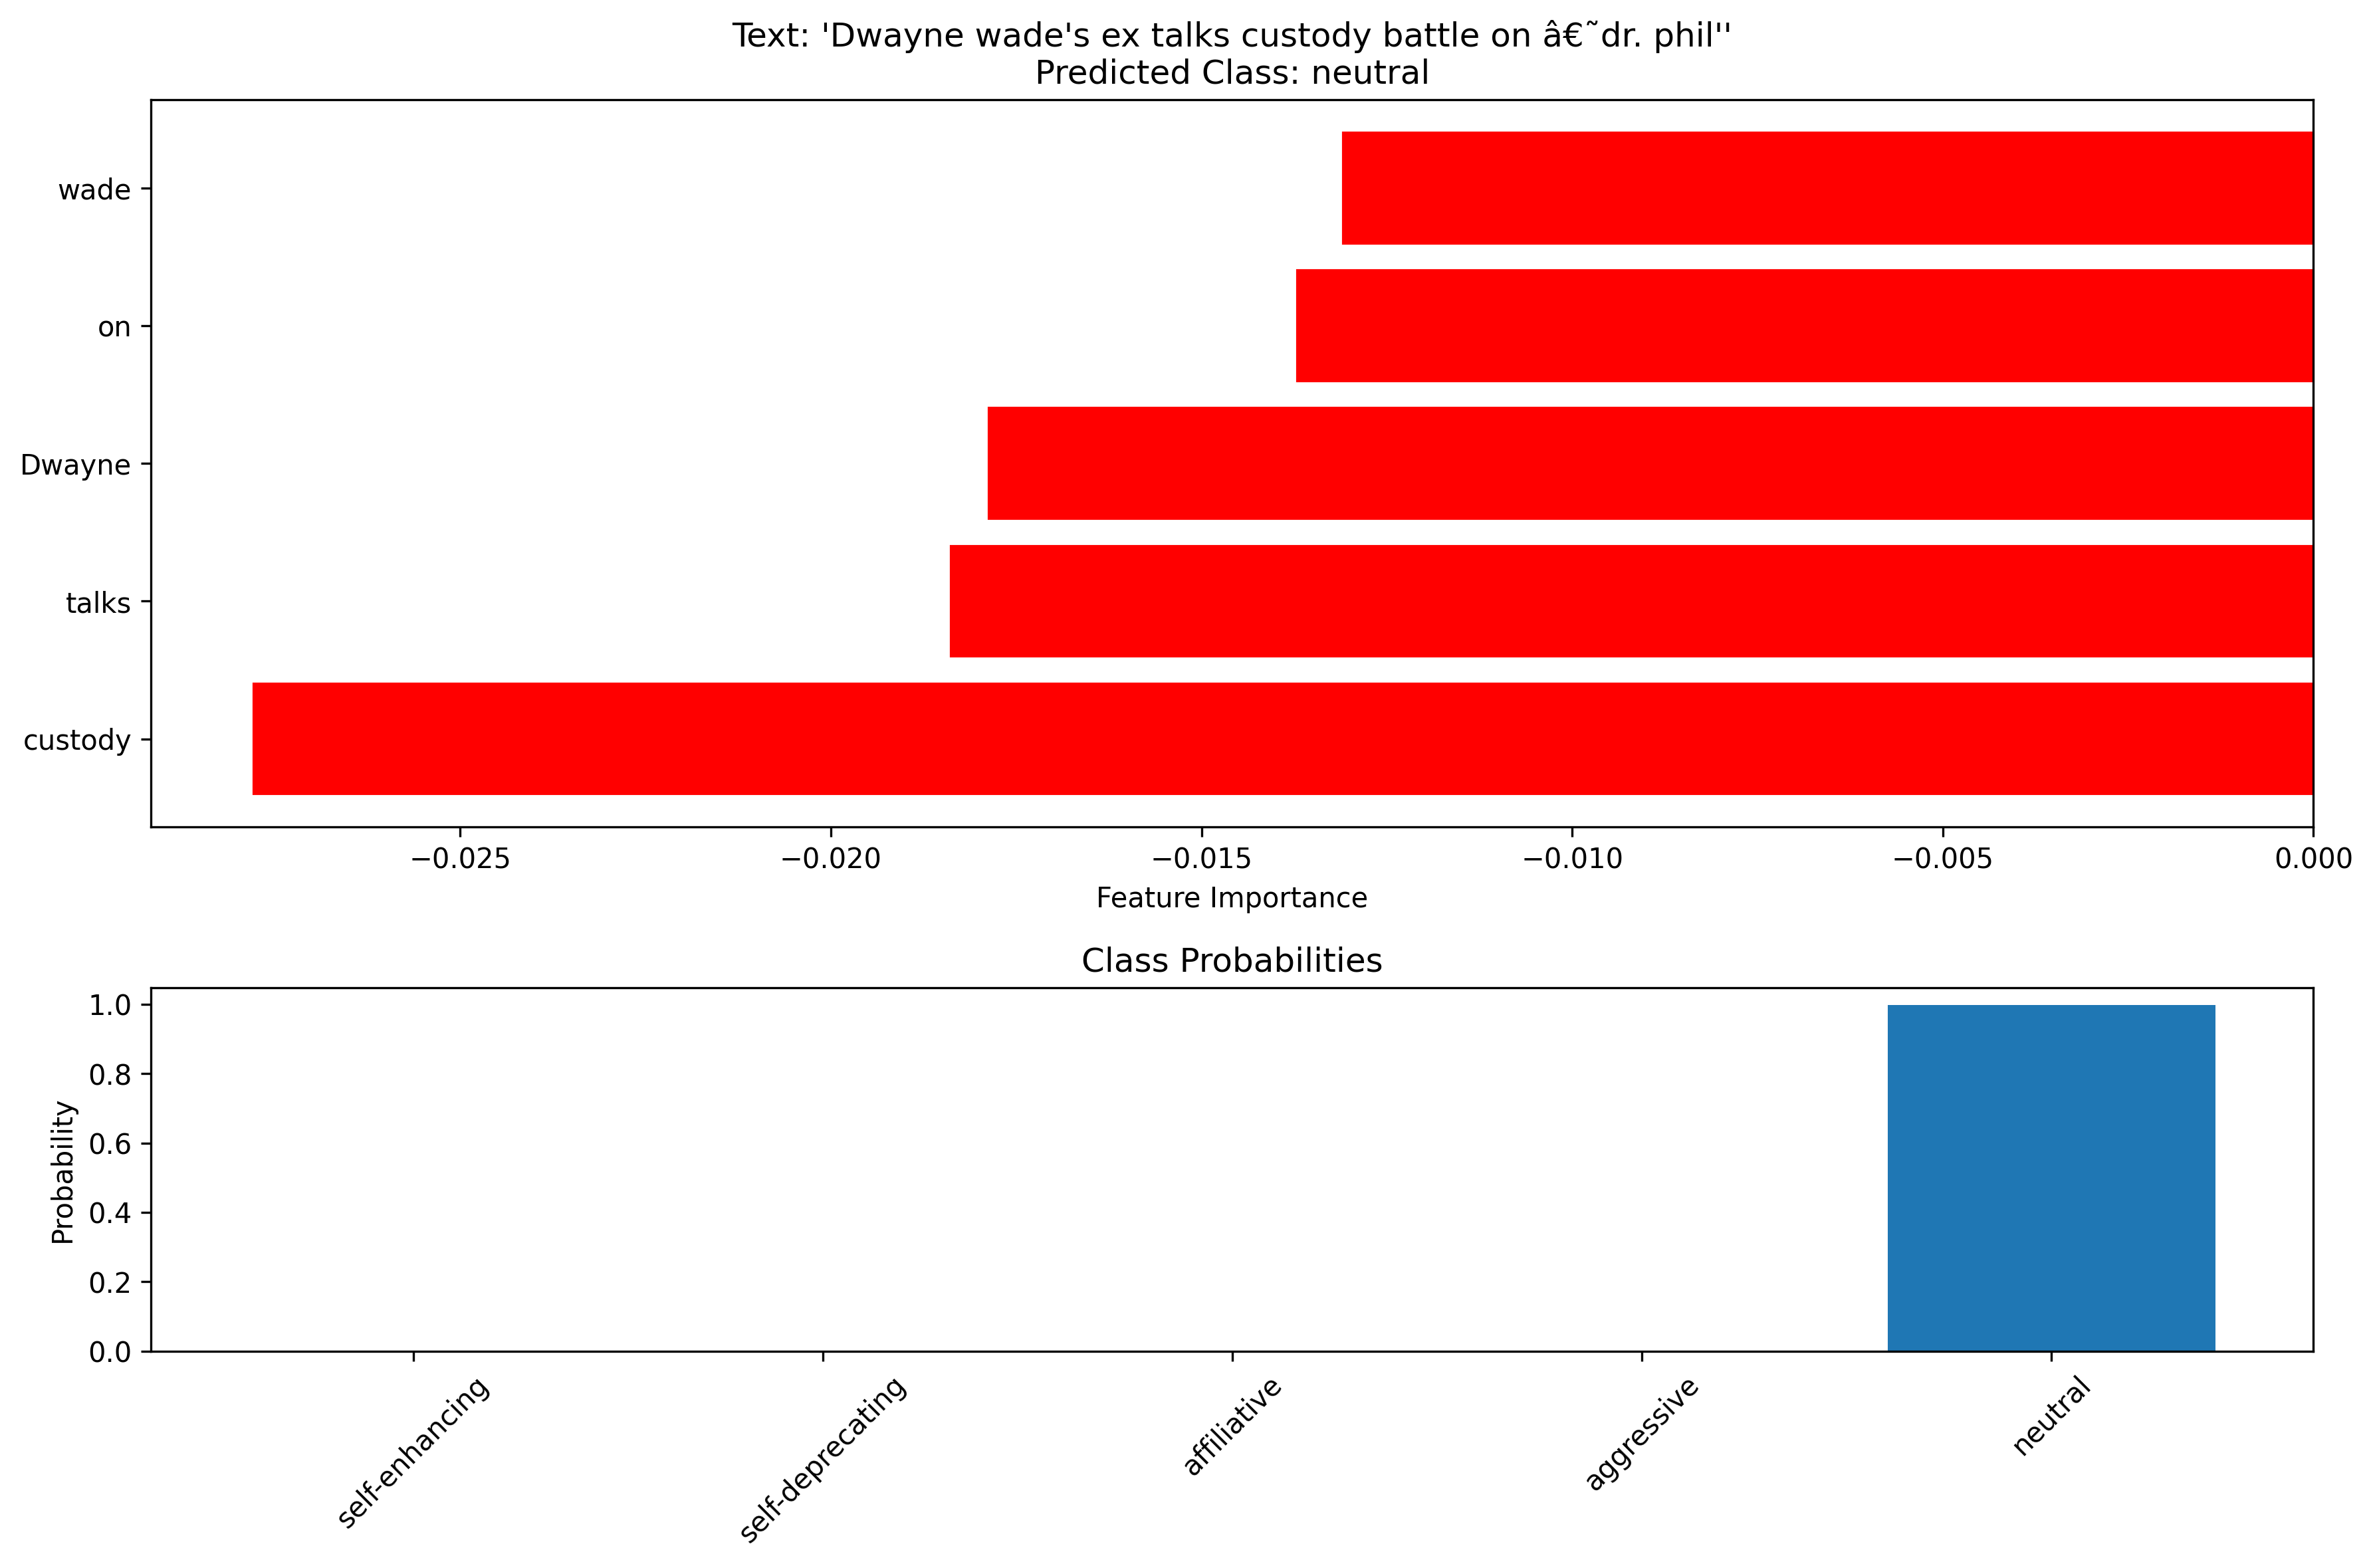 Text: 'Dwayne wade's ex talks custody battle on â€˜dr. phil''
Predicted Class: neutral
wade
on
Dwayne
talks
custody
−0.025 −0.020 −0.015 −0.010 −0.005 0.000
Feature Importance
Class Probabilities
1.0
0.8
0.6
0.4
0.2
0.0
Probability
self-enhancing self-deprecating affiliative aggressive neutral